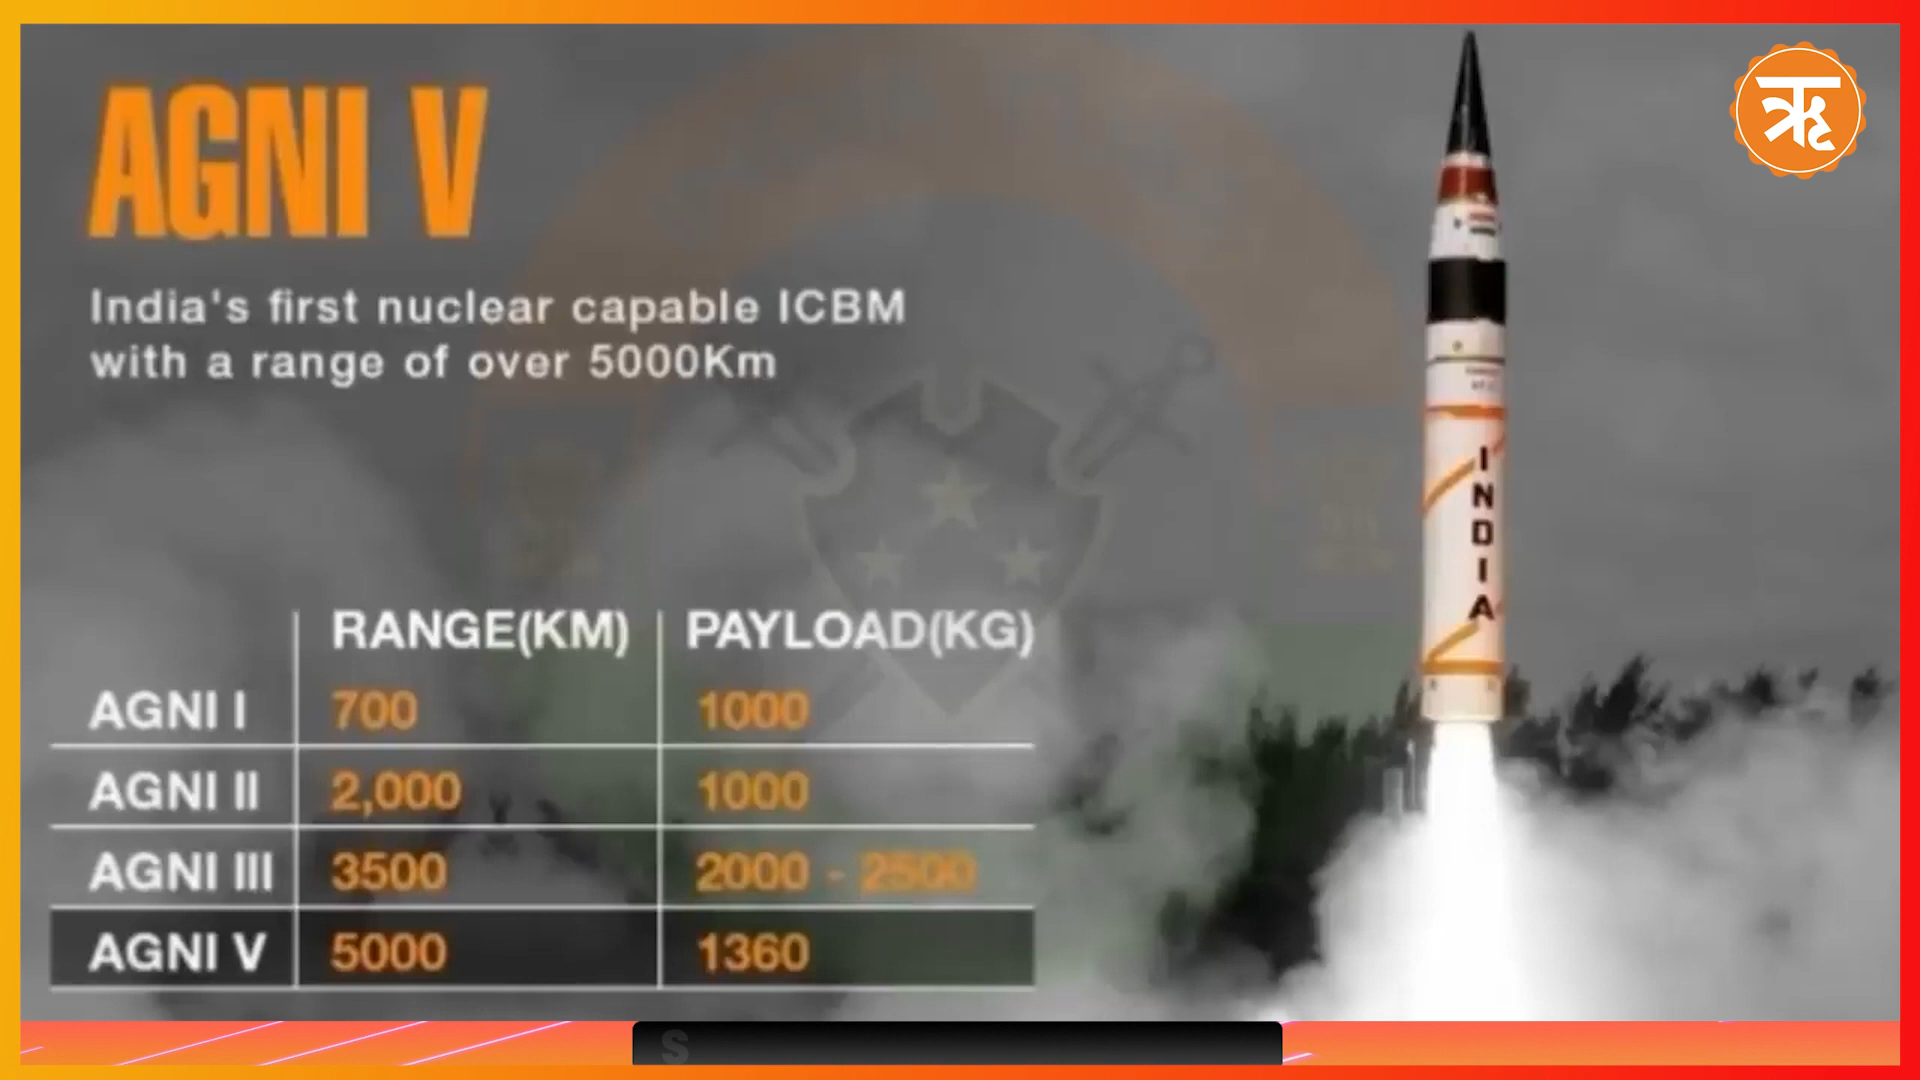 AGNI V
ऋ
India's first nuclear capable ICBM
with a range of over 5000Km
INDIA
RANGE(KM) PAYLOAD(KG)
AGNI I 700 1000
AGNI II 2,000 1000
AGNI III 3500 2000 - 2500
AGNI V 5000 1360
S